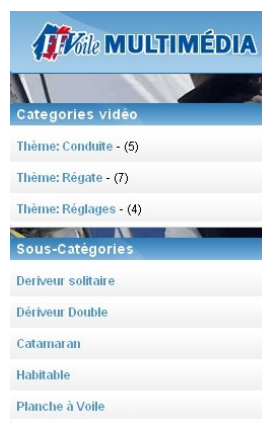 FFVoile MULTIMÉDIA
Categories vidéo
Thème: Conduite - (5)
Thème: Régate - (7)
Thème: Réglages - (4)
Sous-Catégories
Deriveur solitaire
Dériveur Double
Catamaran
Habitable
Planche à Voile